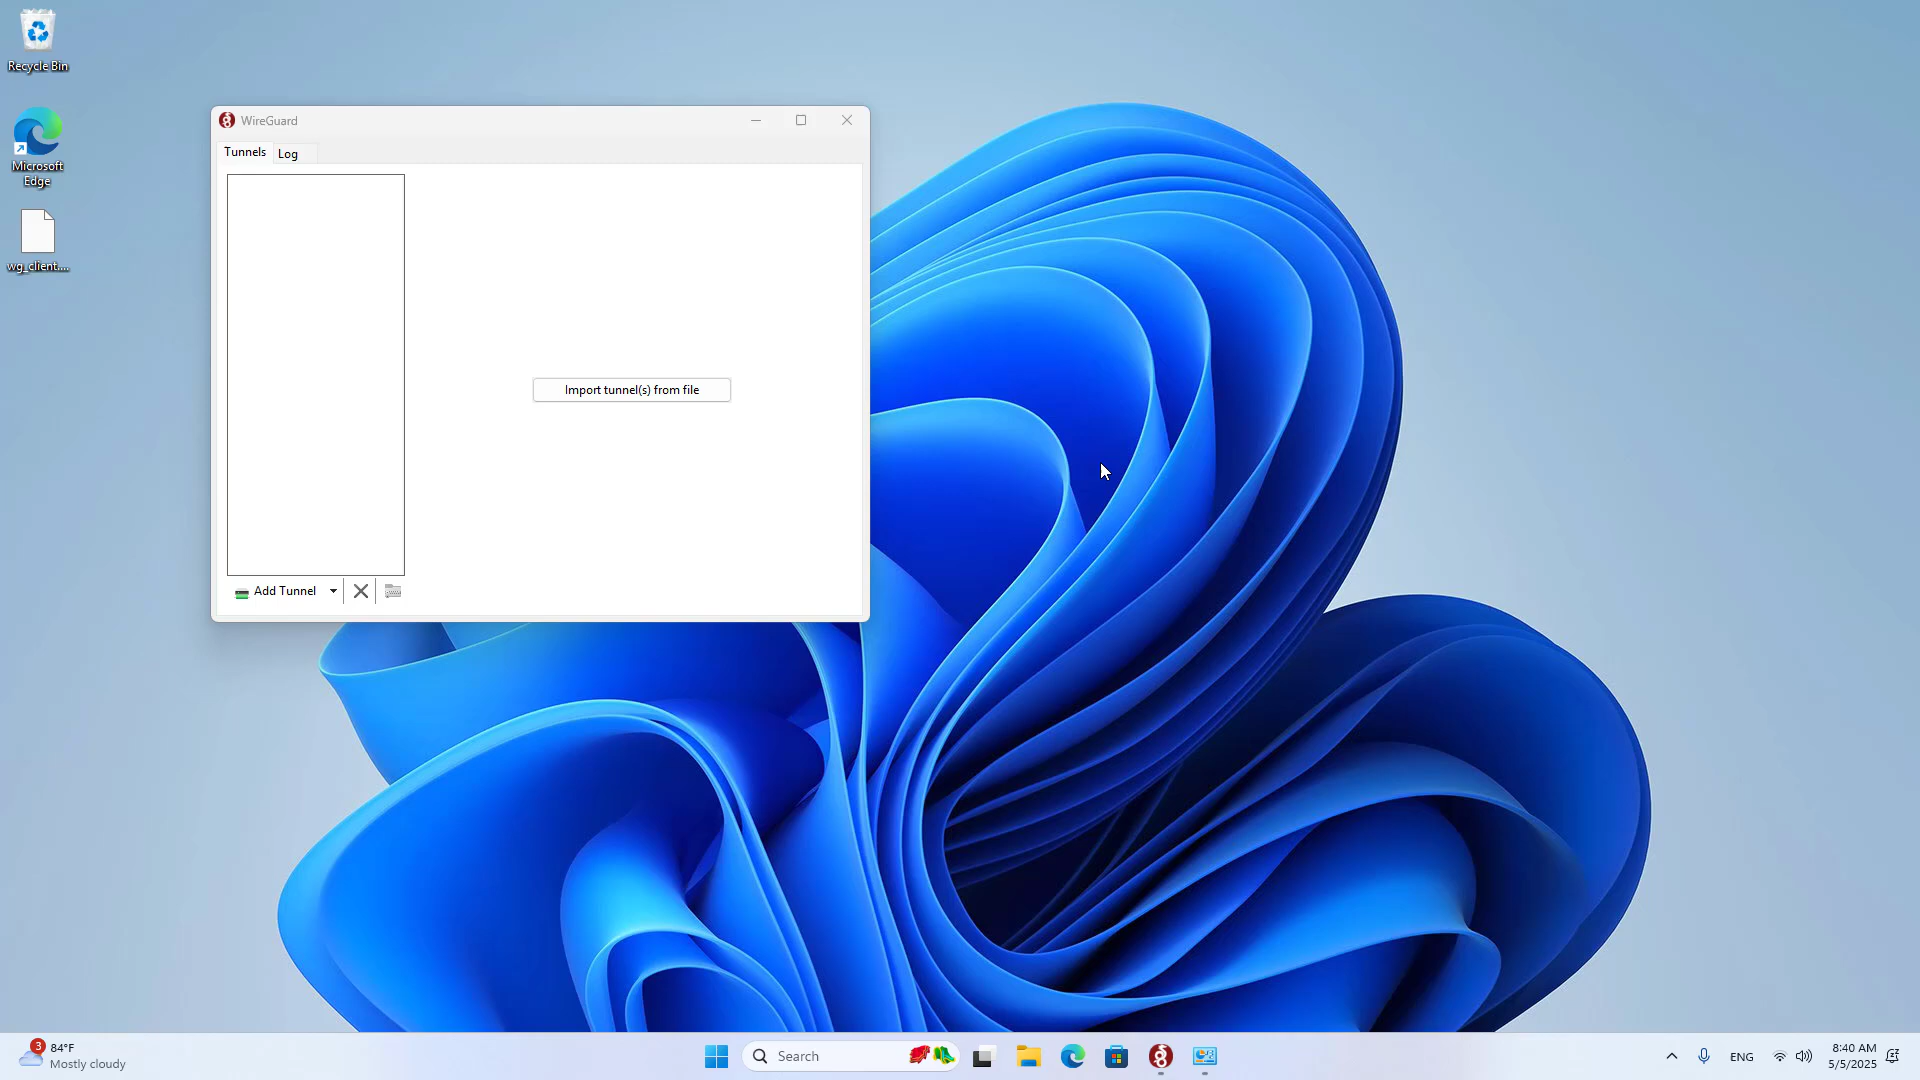 Recycle Bin
Microsoft
Edge
wg_client....
WireGuard
Tunnels
Log
Import tunnel(s) from file
Add Tunnel
3
84°F
Mostly cloudy
Search
ENG
8:40 AM
5/5/2025